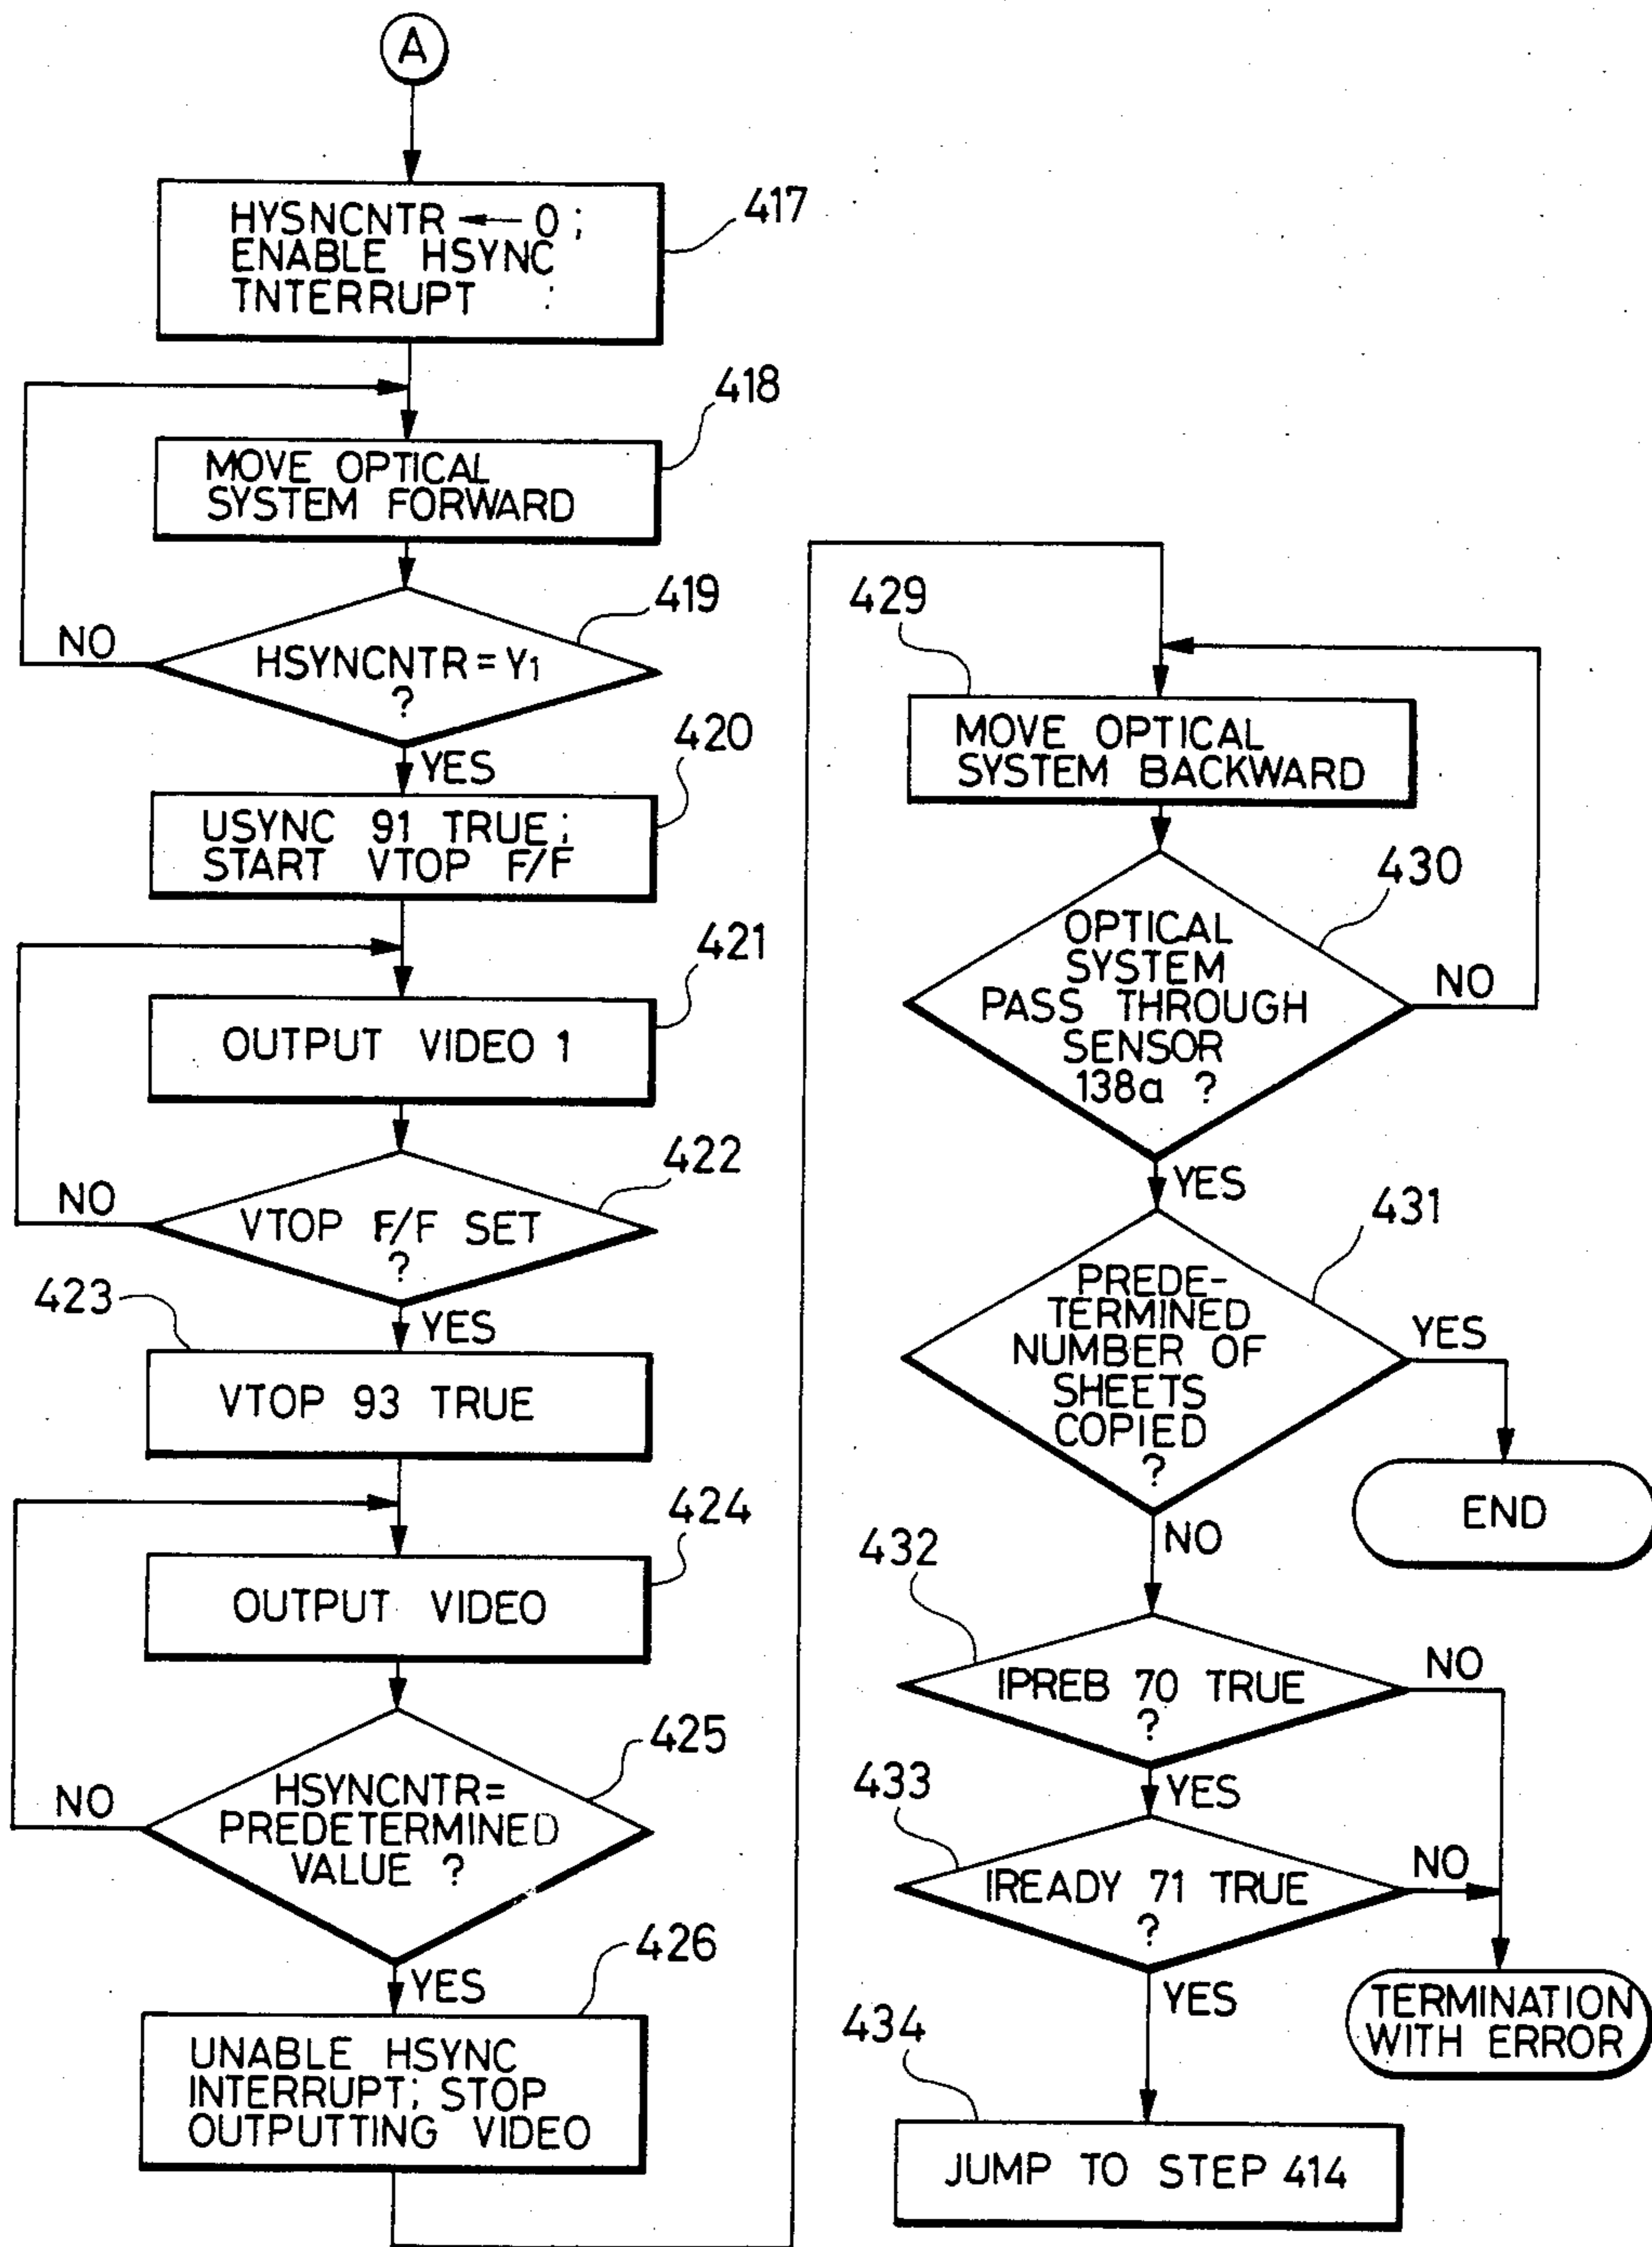 A
HYSNCNTR ← 0 ;
ENABLE HSYNC
TNTERRUPT
417
418
MOVE OPTICAL
SYSTEM FORWARD
419
NO
HSYNCNTR = Y1
?
YES
420
USYNC 91 TRUE ;
START VTOP F/F
421
OUTPUT VIDEO 1
422
NO
VTOP F/F SET
?
YES
423
VTOP 93 TRUE
424
OUTPUT VIDEO
425
NO
HSYNCNTR=
PREDETERMINED
VALUE ?
YES
426
UNABLE HSYNC
INTERRUPT; STOP
OUTPUTTING VIDEO
429
MOVE OPTICAL
SYSTEM BACKWARD
430
OPTICAL
SYSTEM
PASS THROUGH
SENSOR
138a ?
NO
YES
431
PREDE-
TERMINED
NUMBER OF
SHEETS
COPIED
?
YES
END
NO
432
IPREB 70 TRUE
?
NO
YES
433
IREADY 71 TRUE
?
NO
YES
TERMINATION
WITH ERROR
434
JUMP TO STEP 414